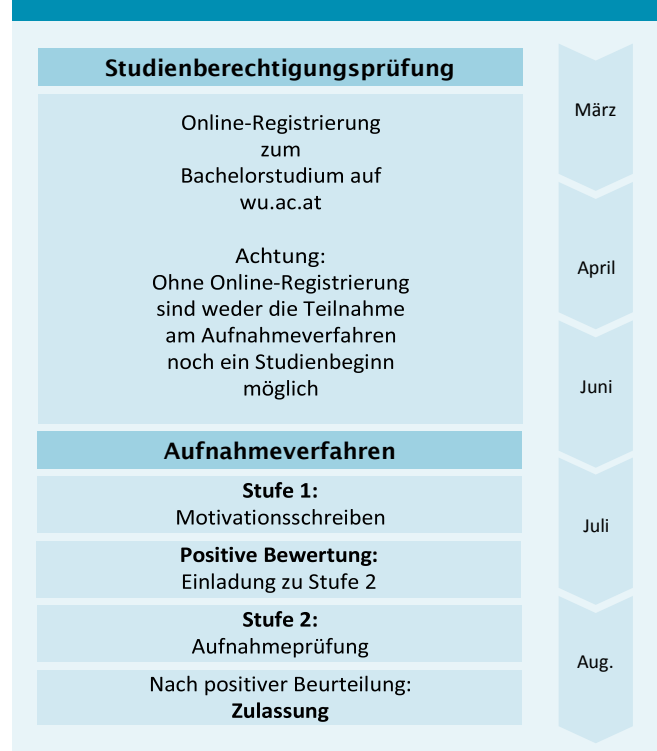 Studienberechtigungsprüfung
Online-Registrierung
zum
Bachelorstudium auf
wu.ac.at
Achtung:
Ohne Online-Registrierung
sind weder die Teilnahme
am Aufnahmeverfahren
noch ein Studienbeginn
möglich
Aufnahmeverfahren
Stufe 1:
Motivationsschreiben
Positive Bewertung:
Einladung zu Stufe 2
Stufe 2:
Aufnahmeprüfung
Nach positiver Beurteilung:
Zulassung
März
April
Juni
Juli
Aug.